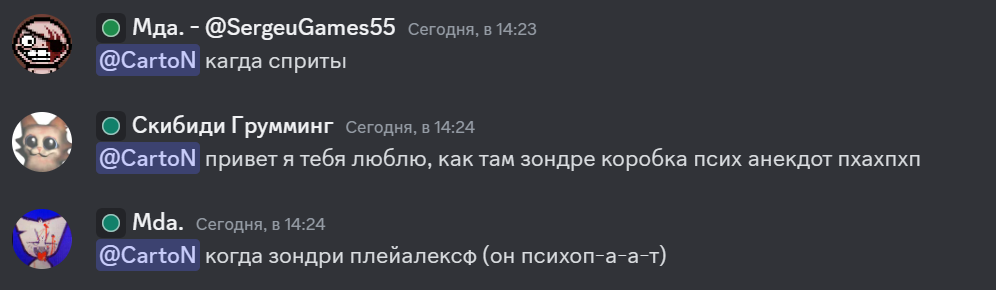 Мда. - @SergeuGames55 Сегодня, в 14:23
@CartoN кагда сприты
Скибиди Грумминг Сегодня, в 14:24
@CartoN привет я тебя люблю, как там зондре коробка псих анекдот пхахпхп
Mda. Сегодня, в 14:24
@CartoN когда зондри плейалексф (он психоп-а-а-т)